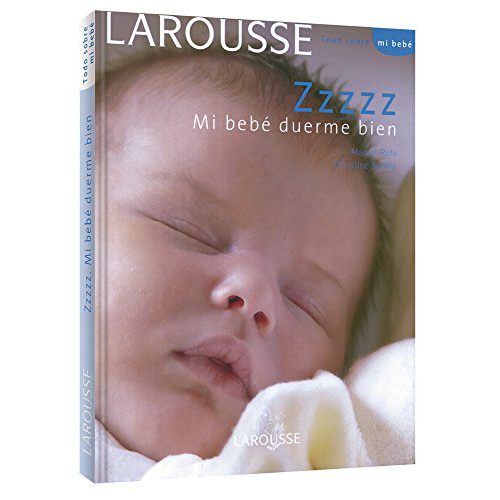 LAROUSSE
Todo sobre mi bebé
Zzzzz
Mi bebé duerme bien
Rufo
LAROUSSE
Todo sobre
mi bebé
Zzzzz. Mi bebé duerme bien
LAROUSSE